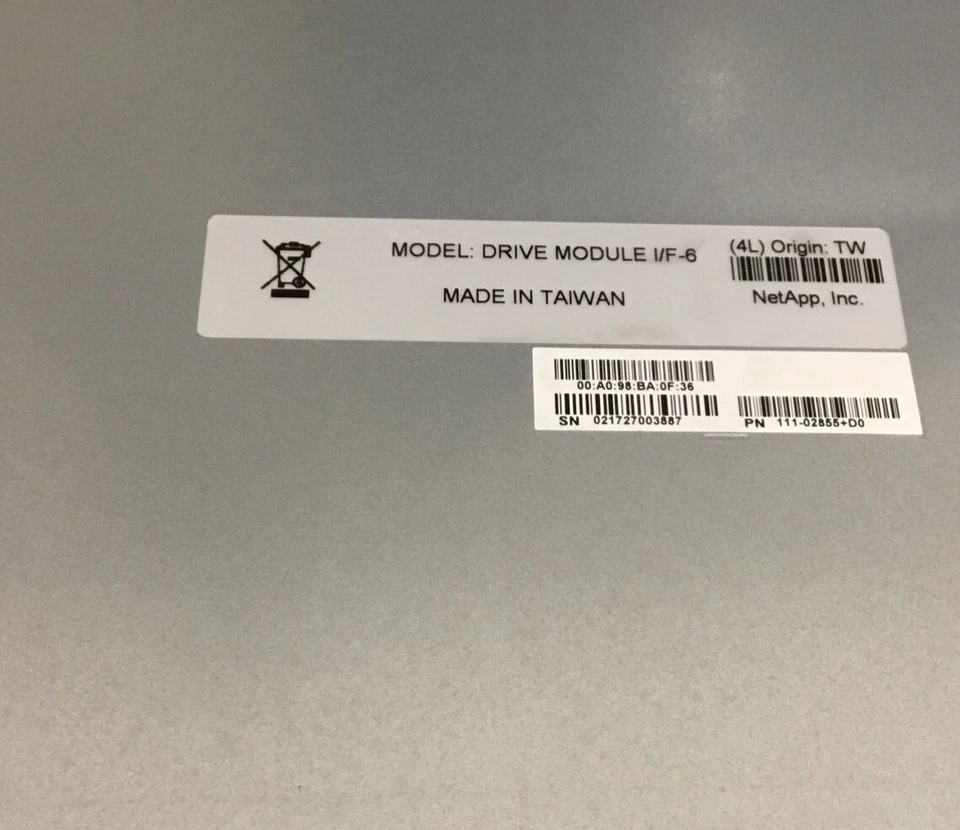 MODEL: DRIVE MODULE I/F-6
MADE IN TAIWAN
(4L) Origin: TW
NetApp, Inc.
00:A0:98:BA:0F:36
SN 021727003887
PN 111-02855+D0